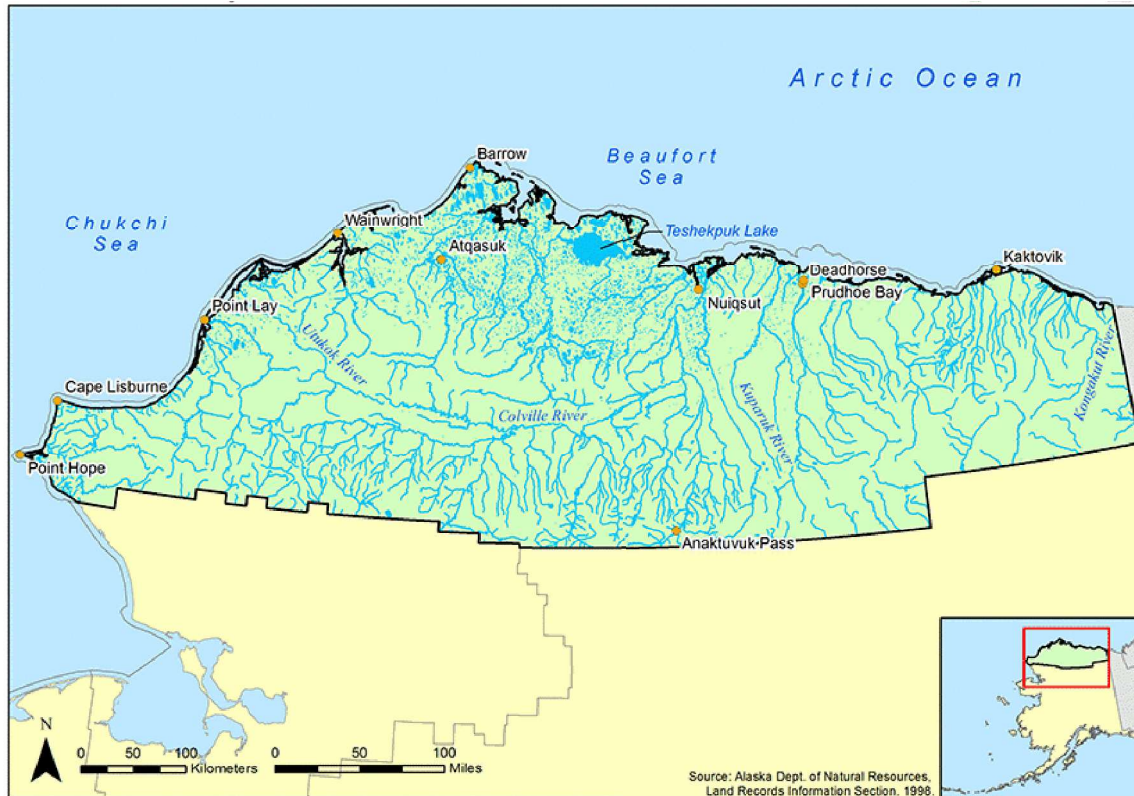 Arctic Ocean
Barrow
Beaufort
Sea
Chukchi
Sea
Wainwright
Teshekpuk Lake
Atqasuk
Kaktovik
Deadhorse
Prudhoe Bay
Nuiqsut
Point Lay
Utukok River
Kongakut River
Cape Lisburne
Colville River
Kuparuk River
Point Hope
Anaktuvuk Pass
N
0 50 100
Kilometers
0 50 100
Miles
Source: Alaska Dept. of Natural Resources,
Land Records Information Section, 1998.